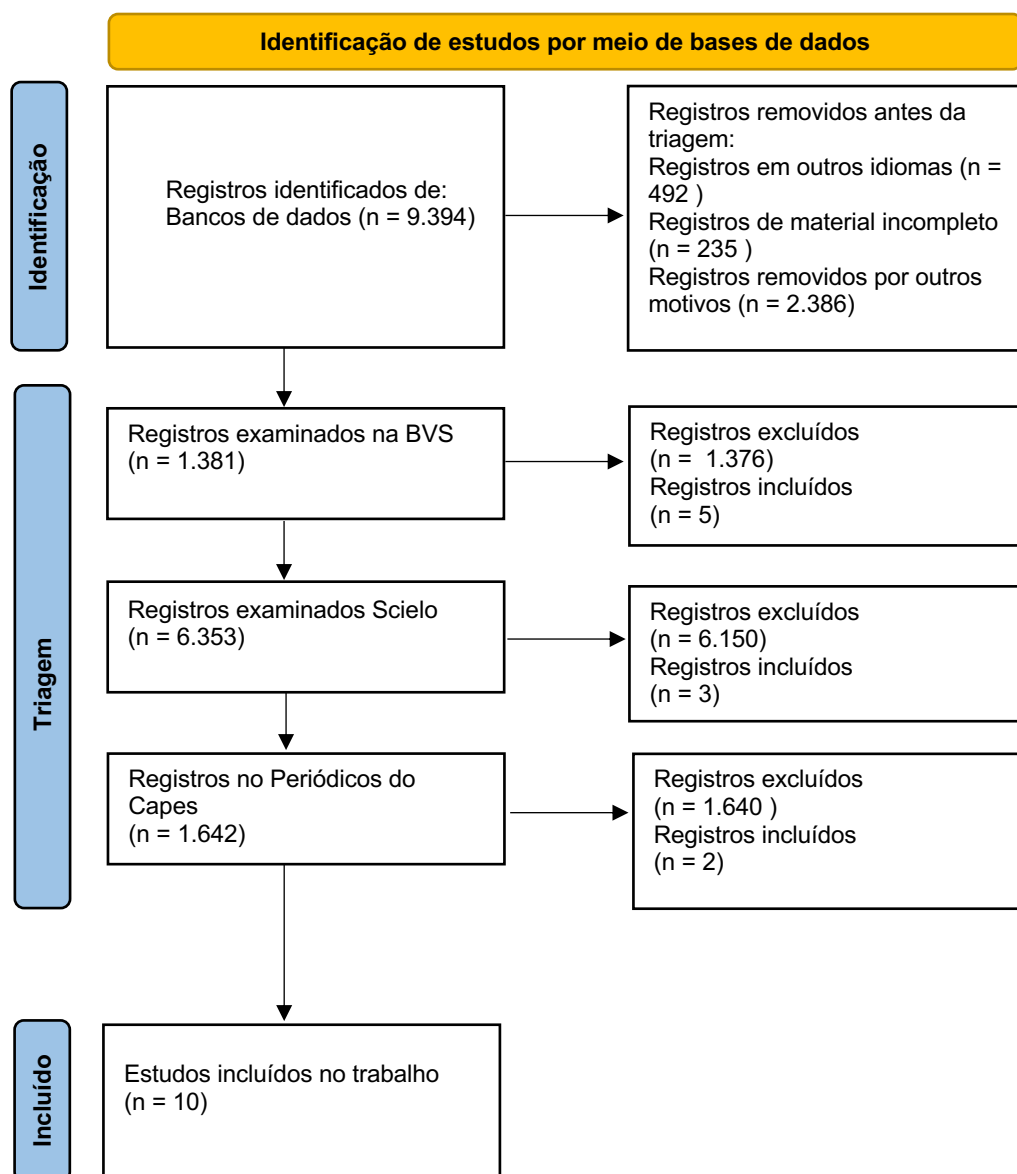 Identificação de estudos por meio de bases de dados
Identificação
Registros identificados de:
Bancos de dados (n = 9.394)
Registros removidos antes da
triagem:
Registros em outros idiomas (n =
492 )
Registros de material incompleto
(n = 235 )
Registros removidos por outros
motivos (n = 2.386)
Triagem
Registros examinados na BVS
(n = 1.381)
Registros excluídos
(n =  1.376)
Registros incluídos
(n = 5)
Registros examinados Scielo
(n = 6.353)
Registros excluídos
(n = 6.150)
Registros incluídos
(n = 3)
Registros no Periódicos do
Capes
(n = 1.642)
Registros excluídos
(n = 1.640 )
Registros incluídos
(n = 2)
Incluído
Estudos incluídos no trabalho
(n = 10)